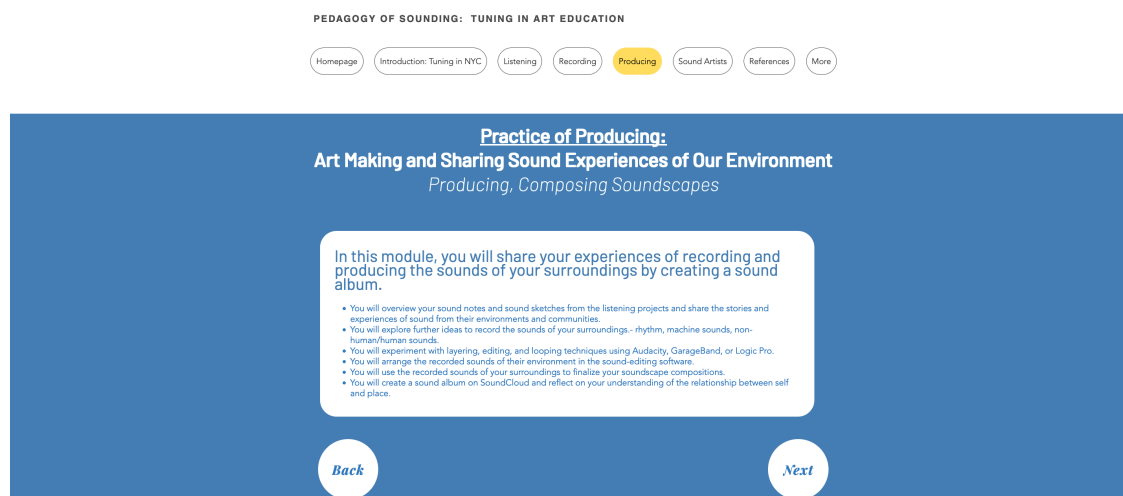 PEDAGOGY OF SOUNDING: TUNING IN ART EDUCATION
Homepage
Introduction: Tuning in NYC
Listening
Recording
Producing
Sound Artists
References
More
Practice of Producing:
Art Making and Sharing Sound Experiences of Our Environment
Producing, Composing Soundscapes
In this module, you will share your experiences of recording and
producing the sounds of your surroundings by creating a sound
album.
• You will overview your sound notes and sound sketches from the listening projects and share the stories and
experiences of sound from their environments and communities.
• You will explore further ideas to record the sounds of your surroundings.- rhythm, machine sounds, non-
human/human sounds.
• You will experiment with layering, editing, and looping techniques using Audacity, GarageBand, or Logic Pro.
• You will arrange the recorded sounds of their environment in the sound-editing software.
• You will use the recorded sounds of your surroundings to finalize your soundscape compositions.
• You will create a sound album on SoundCloud and reflect on your understanding of the relationship between self
and place.
Back
Next